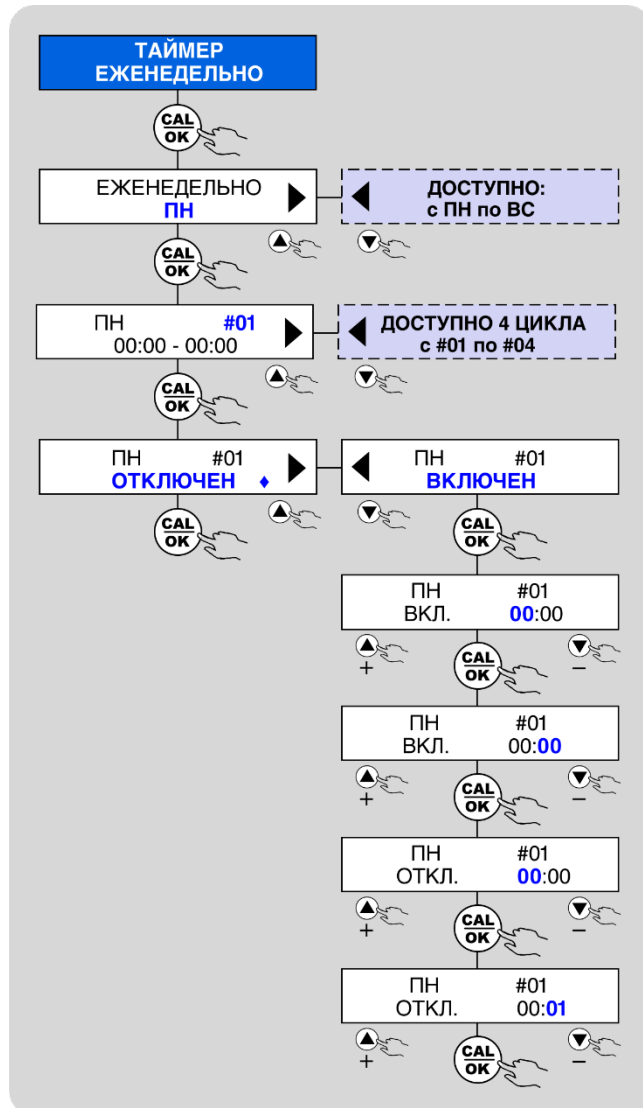 ТАЙМЕР
ЕЖЕНЕДЕЛЬНО
CAL
OK
ЕЖЕНЕДЕЛЬНО
ПН
ДОСТУПНО:
с ПН по ВС
CAL
OK
ПН #01
00:00 - 00:00
ДОСТУПНО 4 ЦИКЛА
с #01 по #04
CAL
OK
ПН #01
ОТКЛЮЧЕН ♦
ПН #01
ВКЛЮЧЕН
CAL
OK
CAL
OK
ПН #01
ВКЛ. 00:00
+ –
CAL
OK
ПН #01
ВКЛ. 00:00
+ –
CAL
OK
ПН #01
ОТКЛ. 00:00
+ –
CAL
OK
ПН #01
ОТКЛ. 00:01
+ –
CAL
OK